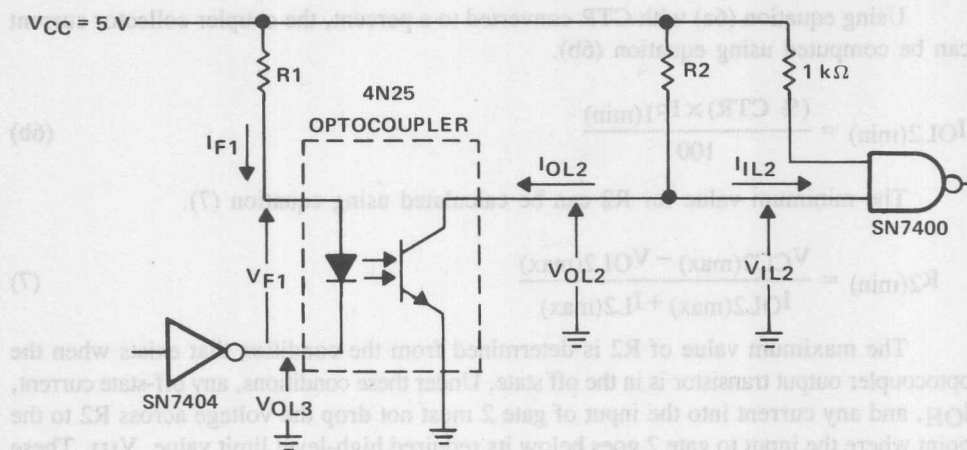 VCC = 5 V
R1
R2
1 kΩ
4N25
OPTOCOUPLER
IF1
IOL2
IIL2
SN7400
VF1
VOL2
VIL2
SN7404
VOL3